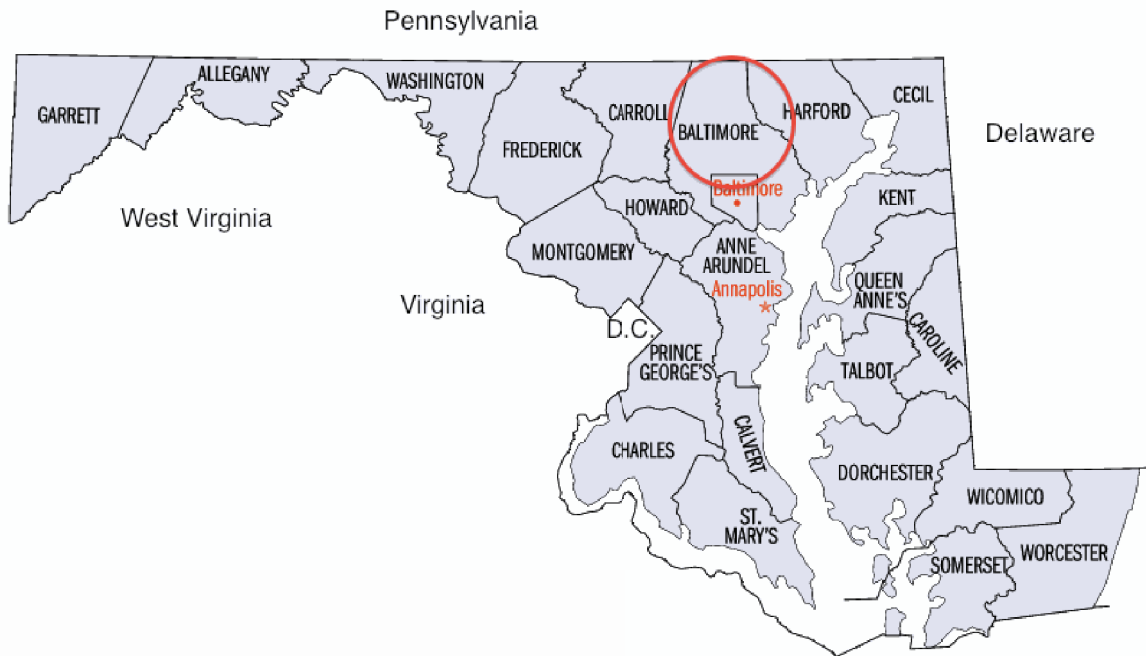 Pennsylvania
GARRETT
ALLEGANY
WASHINGTON
FREDERICK
CARROLL
BALTIMORE
HARFORD
CECIL
Delaware
West Virginia
Baltimore
KENT
HOWARD
MONTGOMERY
ANNE
ARUNDEL
Annapolis
QUEEN
ANNE'S
Virginia
D.C.
PRINCE
GEORGE'S
TALBOT
CAROLINE
CHARLES
CALVERT
DORCHESTER
WICOMICO
ST.
MARY'S
SOMERSET
WORCESTER